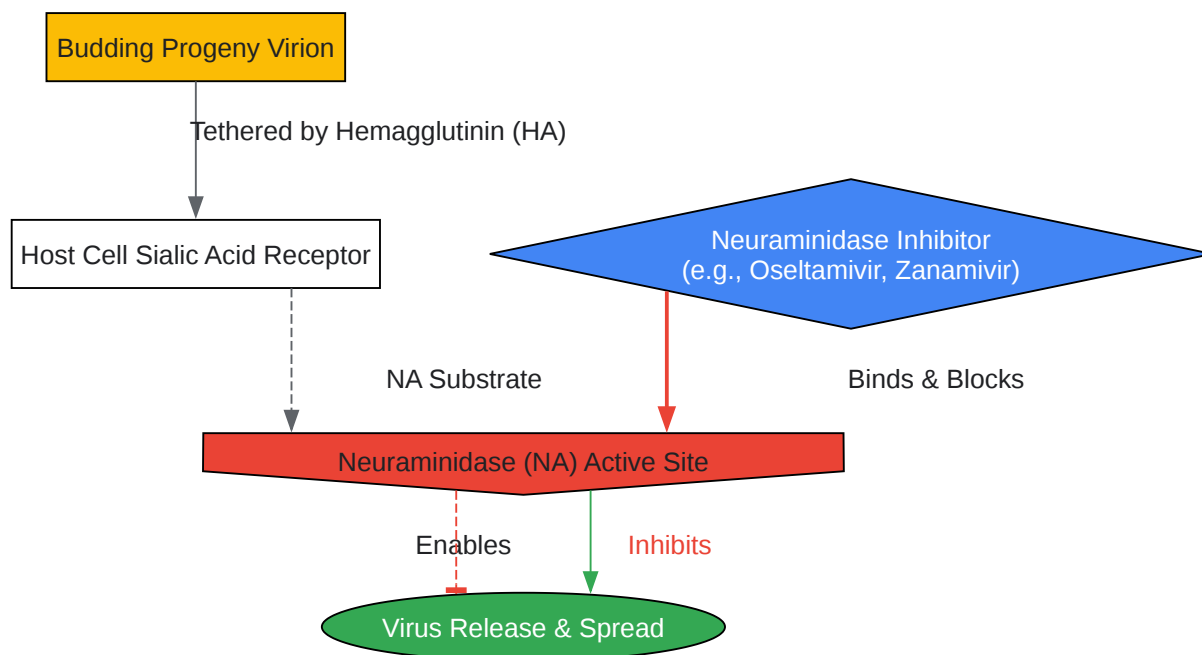 Budding Progeny Virion
Tethered by Hemagglutinin (HA)
Host Cell Sialic Acid Receptor
Neuraminidase Inhibitor
(e.g., Oseltamivir, Zanamivir)
NA Substrate
Binds & Blocks
Neuraminidase (NA) Active Site
Enables
Inhibits
Virus Release & Spread